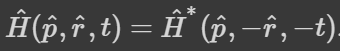 Ĥ(p̂, r̂, t) = Ĥ*(p̂, −r̂, −t).